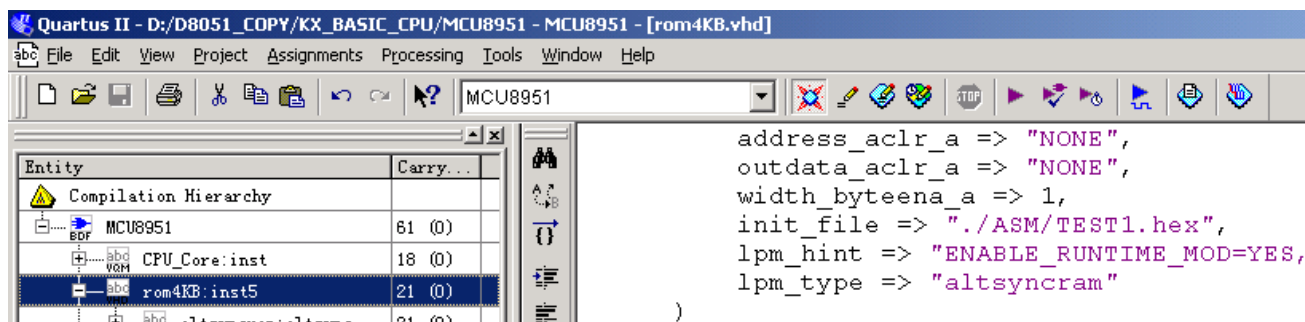 Quartus II - D:/D8051_COPY/KX_BASIC_CPU/MCU8951 - MCU8951 - [rom4KB.vhd]
File Edit View Project Assignments Processing Tools Window Help
MCU8951
Entity Carry...
Compilation Hierarchy
MCU8951 61 (0)
CPU_Core:inst 18 (0)
rom4KB:inst5 21 (0)
address_aclr_a => "NONE",
outdata_aclr_a => "NONE",
width_byteena_a => 1,
init_file => "./ASM/TEST1.hex",
lpm_hint => "ENABLE_RUNTIME_MOD=YES,
lpm_type => "altsyncram"
)